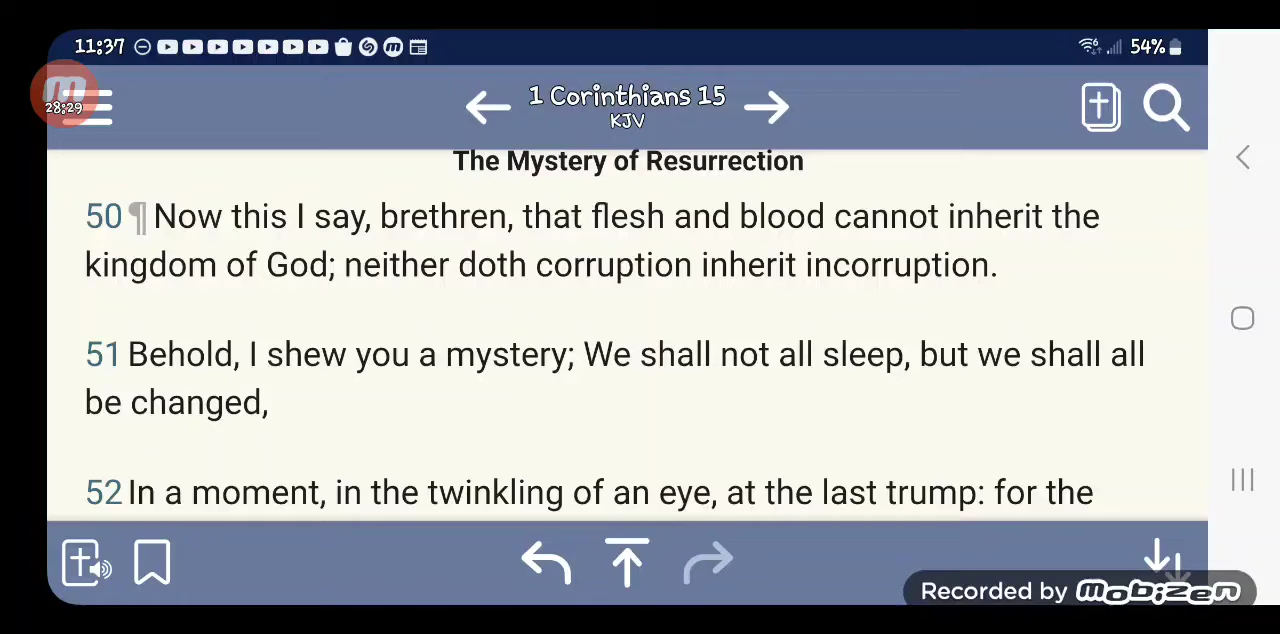 11:37 54%
28:29
1 Corinthians 15
KJV
The Mystery of Resurrection
50 ¶ Now this I say, brethren, that flesh and blood cannot inherit the
kingdom of God; neither doth corruption inherit incorruption.
51 Behold, I shew you a mystery; We shall not all sleep, but we shall all
be changed,
52 In a moment, in the twinkling of an eye, at the last trump: for the
Recorded by mobizen